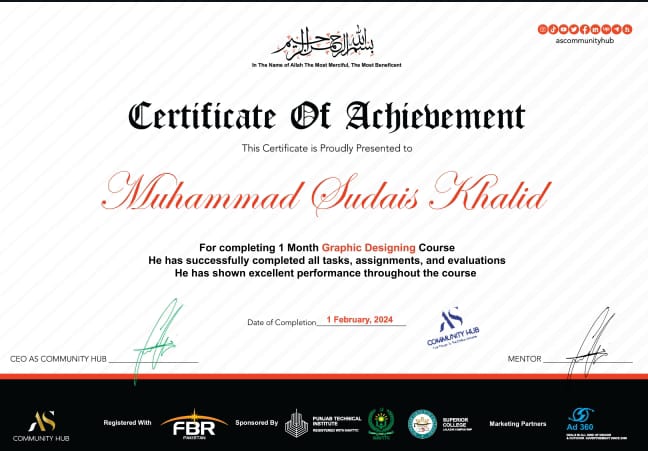 بسم الله الرحمن الرحيم
In The Name of Allah The Most Merciful, The Most Beneficent
ascommunityhub
Certificate Of Achievement
This Certificate is Proudly Presented to
Muhammad Sudais Khalid
For completing 1 Month Graphic Designing Course
He has successfully completed all tasks, assignments, and evaluations
He has shown excellent performance throughout the course
Date of Completion 1 February, 2024
AS
COMMUNITY HUB
CEO AS COMMUNITY HUB
MENTOR
AS
COMMUNITY HUB
Registered With
FBR
PAKISTAN
Sponsored By
PUNJAB TECHNICAL
INSTITUTE
REGISTERED WITH NAVTTC
NAVTTC
SUPERIOR
COLLEGE
Marketing Partners
Ad 360